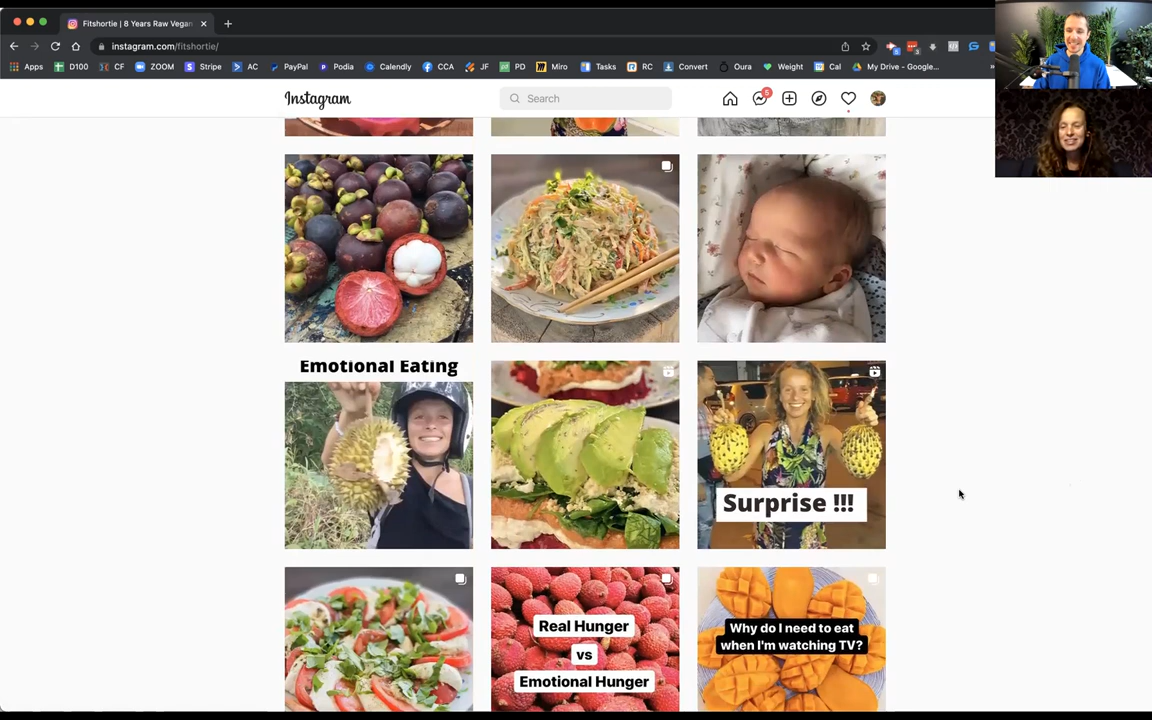 Fitshortie | 8 Years Raw Vegan
instagram.com/fitshortie/
Apps D100 CF ZOOM Stripe AC PayPal Podia Calendly CCA JF PD Miro Tasks RC Convert Oura Weight Cal My Drive - Google... »
Instagram
Search
5
Emotional Eating
Surprise !!!
Real Hunger
vs
Emotional Hunger
Why do I need to eat
when I'm watching TV?